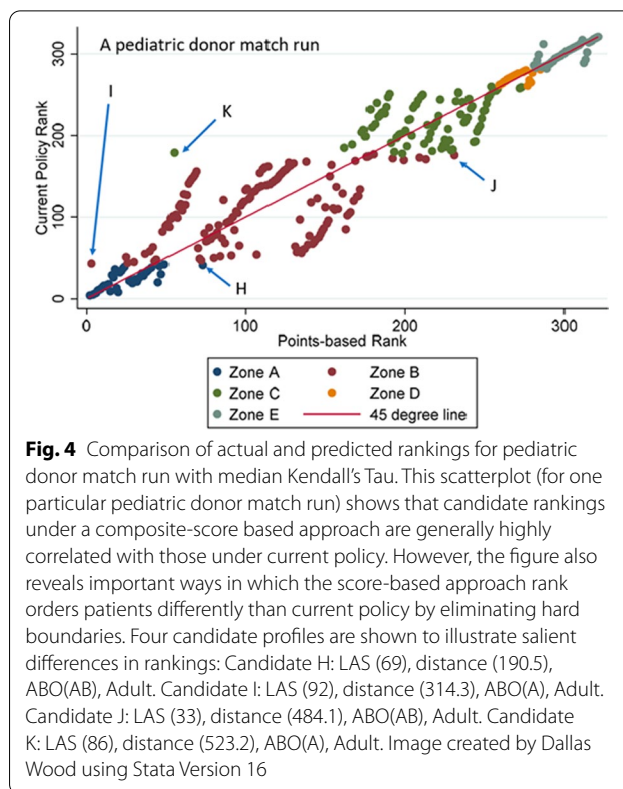 A pediatric donor match run
Current Policy Rank
300
200
100
0
I
K
J
H
0 100 200 300
Points-based Rank
Zone A Zone B
Zone C Zone D
Zone E 45 degree line
Fig. 4 Comparison of actual and predicted rankings for pediatric
donor match run with median Kendall's Tau. This scatterplot (for one
particular pediatric donor match run) shows that candidate rankings
under a composite-score based approach are generally highly
correlated with those under current policy. However, the figure also
reveals important ways in which the score-based approach rank
orders patients differently than current policy by eliminating hard
boundaries. Four candidate profiles are shown to illustrate salient
differences in rankings: Candidate H: LAS (69), distance (190.5),
ABO(AB), Adult. Candidate I: LAS (92), distance (314.3), ABO(A), Adult.
Candidate J: LAS (33), distance (484.1), ABO(AB), Adult. Candidate
K: LAS (86), distance (523.2), ABO(A), Adult. Image created by Dallas
Wood using Stata Version 16